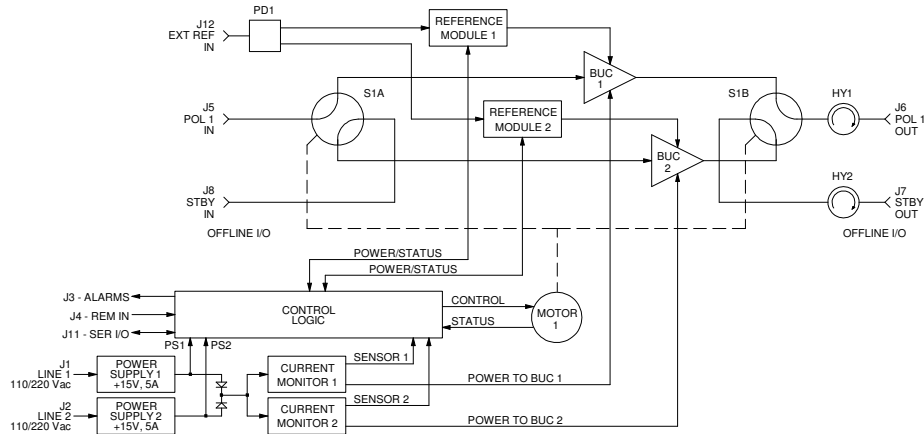 J12
EXT REF
IN
PD1
REFERENCE
MODULE 1
BUC
1
S1A
S1B
HY1
J5
POL 1
IN
REFERENCE
MODULE 2
J6
POL 1
OUT
BUC
2
HY2
J8
STBY
IN
J7
STBY
OUT
OFFLINE I/O
OFFLINE I/O
POWER/STATUS
POWER/STATUS
J3 - ALARMS
J4 - REM IN
J11 - SER I/O
CONTROL
LOGIC
CONTROL
STATUS
MOTOR
1
PS1
PS2
SENSOR 1
J1
LINE 1
110/220 Vac
POWER
SUPPLY 1
+15V, 5A
CURRENT
MONITOR 1
POWER TO BUC 1
SENSOR 2
J2
LINE 2
110/220 Vac
POWER
SUPPLY 2
+15V, 5A
CURRENT
MONITOR 2
POWER TO BUC 2